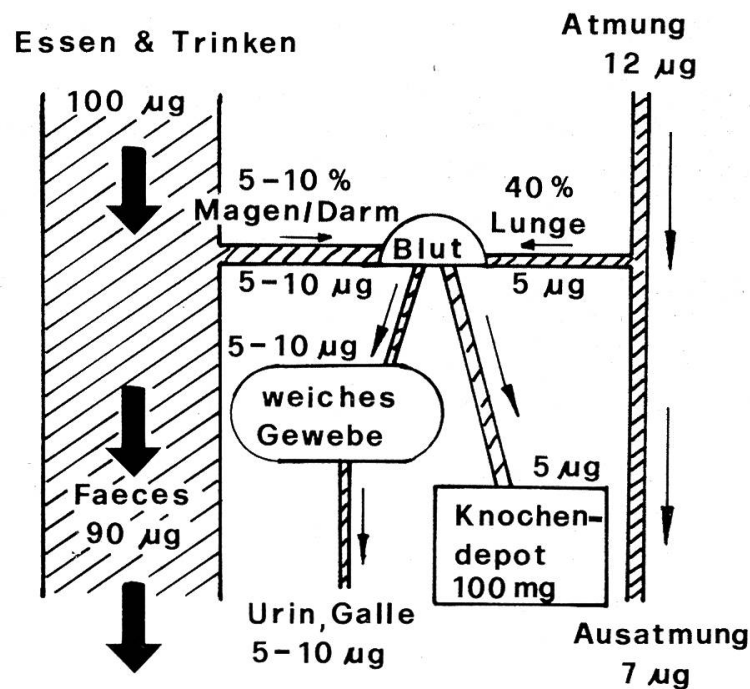 Essen & Trinken
100 µg
Atmung
12 µg
5-10 %
Magen/Darm
5-10 µg
Blut
40%
Lunge
5 µg
5-10 µg
weiches
Gewebe
5 µg
Knochen-
depot
100 mg
Faeces
90 µg
Urin, Galle
5-10 µg
Ausatmung
7 µg